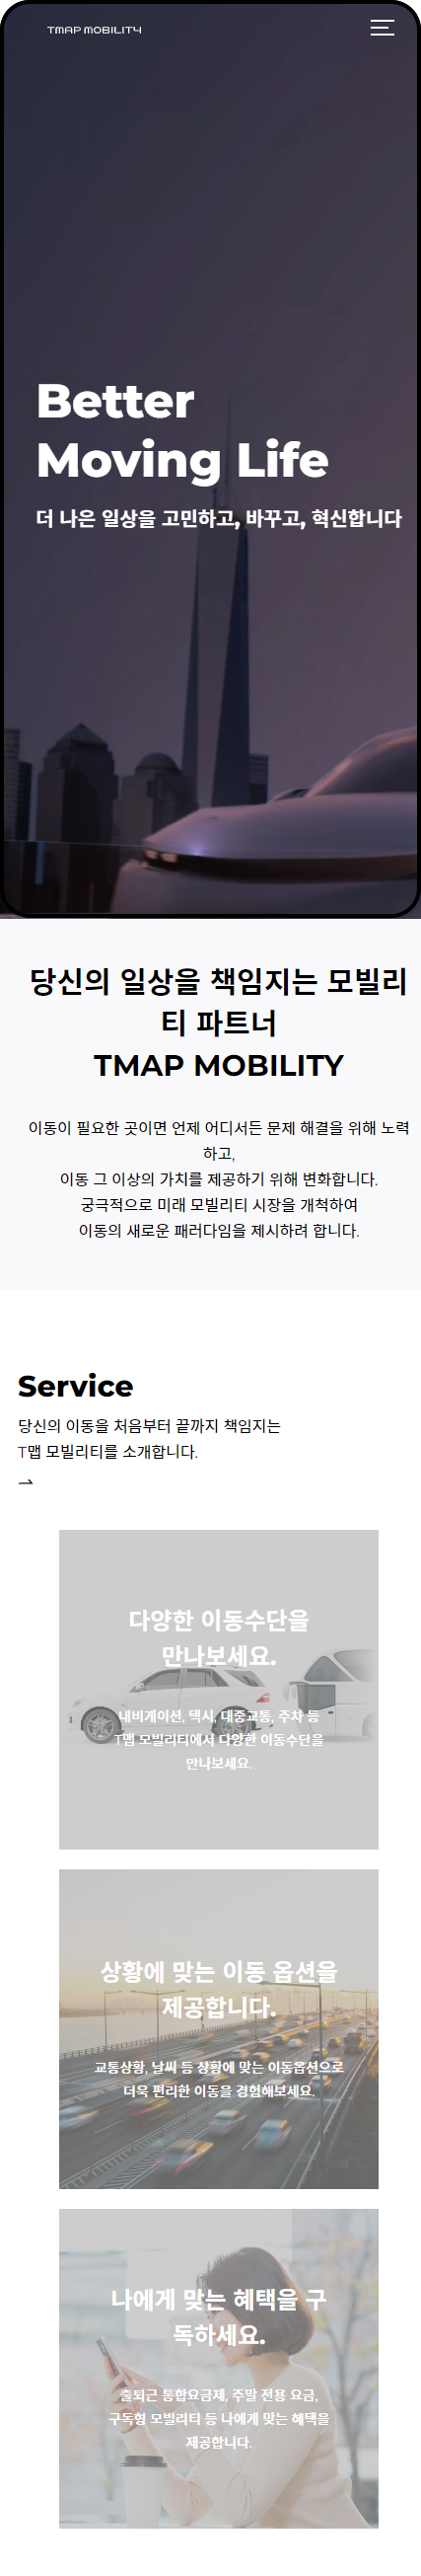 TMAP MOBILITY
Better
Moving Life
더 나은 일상을 고민하고, 바꾸고, 혁신합니다
당신의 일상을 책임지는 모빌리
티 파트너
TMAP MOBILITY
이동이 필요한 곳이면 언제 어디서든 문제 해결을 위해 노력
하고,
이동 그 이상의 가치를 제공하기 위해 변화합니다.
궁극적으로 미래 모빌리티 시장을 개척하여
이동의 새로운 패러다임을 제시하려 합니다.
Service
당신의 이동을 처음부터 끝까지 책임지는
T맵 모빌리티를 소개합니다.
다양한 이동수단을
만나보세요.
내비게이션, 택시, 대중교통, 주차 등
T맵 모빌리티에서 다양한 이동수단을
만나보세요.
상황에 맞는 이동 옵션을
제공합니다.
교통상황, 날씨 등 상황에 맞는 이동옵션으로
더욱 편리한 이동을 경험해보세요.
나에게 맞는 혜택을 구
독하세요.
출퇴근 통합요금제, 주말 전용 요금,
구독형 모빌리티 등 나에게 맞는 혜택을
제공합니다.